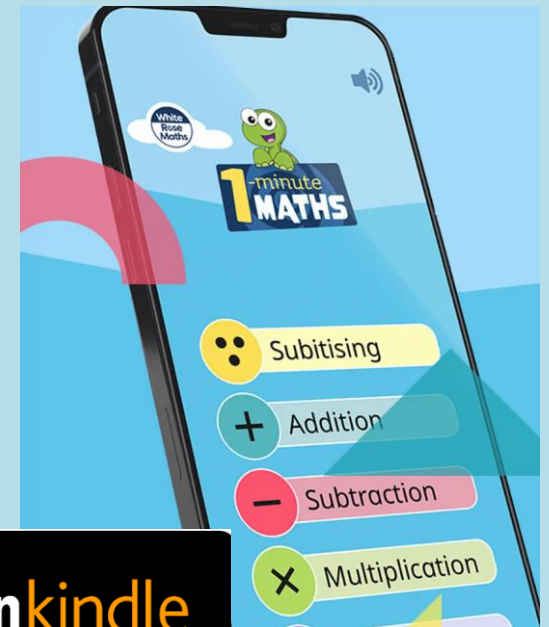 White
Rose
Maths
1-minute
MATHS
Subitising
Addition
Subtraction
Multiplication
kindle